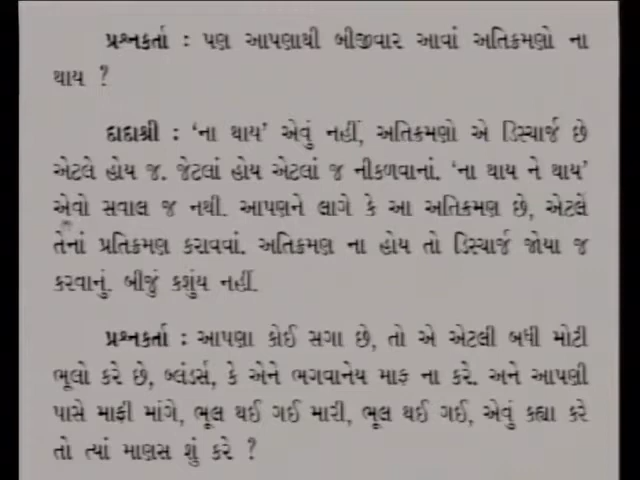 પ્રશ્નકર્તા : પણ આપણાથી બીજીવાર આવાં અતિક્રમણો ના
થાય ?
દાદાશ્રી : ‘ના થાય’ એવું નહીં, અતિક્રમણો એ ડિસ્ચાર્જ છે
એટલે હોય જ. જેટલાં હોય એટલાં જ નીકળવાનાં. ‘ના થાય ને થાય’
એવો સવાલ જ નથી. આપણને લાગે કે આ અતિક્રમણ છે, એટલે
તેનાં પ્રતિક્રમણ કરાવવાં. અતિક્રમણ ના હોય તો ડિસ્ચાર્જ જોયા જ
કરવાનું. બીજું કશુંય નહીં.
પ્રશ્નકર્તા : આપણા કોઈ સગા છે, તો એ એટલી બધી મોટી
ભૂલો કરે છે, બ્લંડર્સ, કે એને ભગવાનેય માફ ના કરે. અને આપણી
પાસે માફી માંગે, ભૂલ થઈ ગઈ મારી, ભૂલ થઈ ગઈ, એવું કહ્યા કરે
તો ત્યાં માણસ શું કરે ?